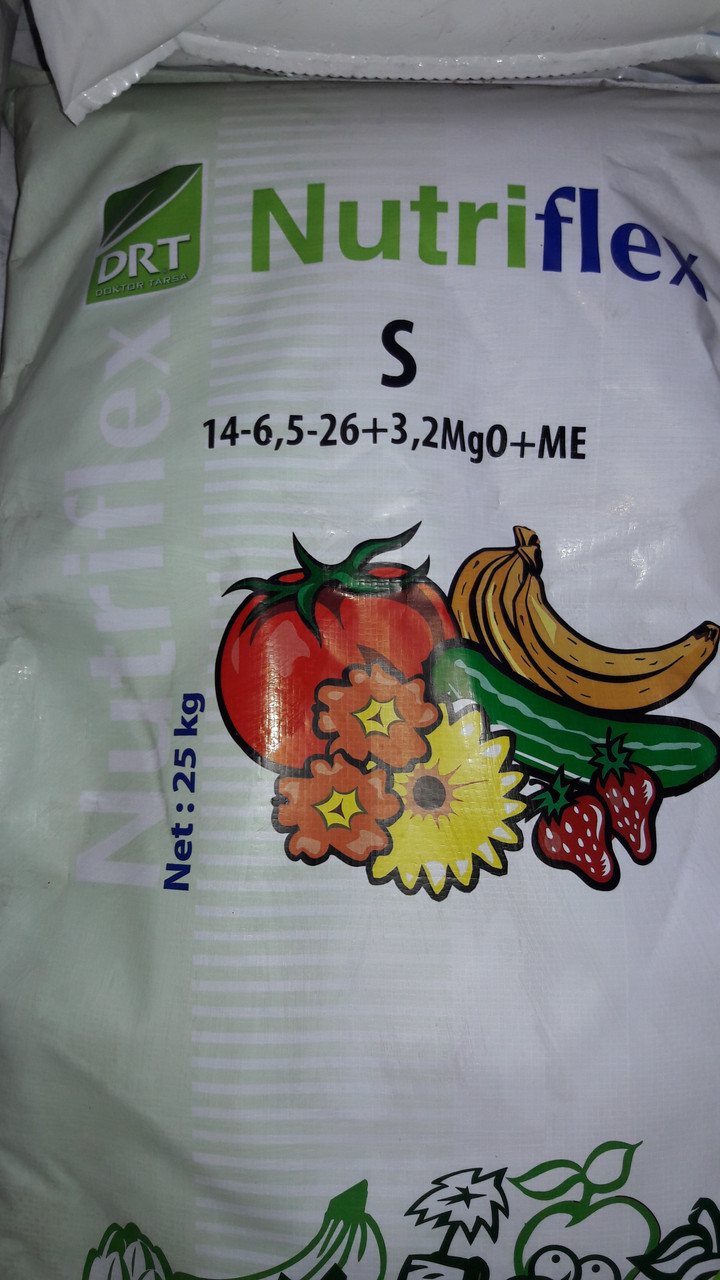 DRT
DOKTOR TARSA
Nutriflex
S
14-6,5-26+3,2MgO+ME
Nutriflex
Net : 25 kg